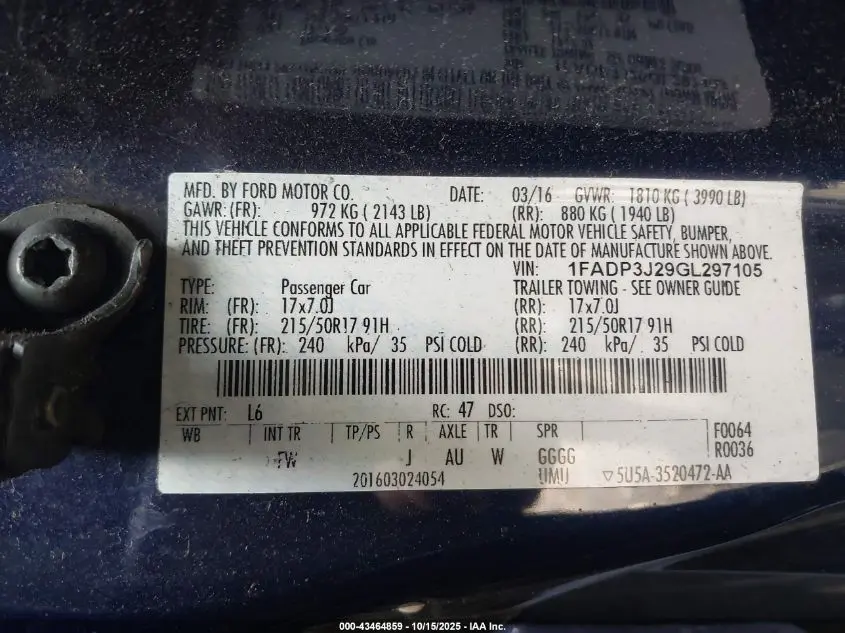 MFD. BY FORD MOTOR CO. DATE: 03/16 GVWR: 1810 KG ( 3990 LB)
GAWR: (FR): 972 KG ( 2143 LB) (RR): 880 KG ( 1940 LB)
THIS VEHICLE CONFORMS TO ALL APPLICABLE FEDERAL MOTOR VEHICLE SAFETY, BUMPER,
AND THEFT PREVENTION STANDARDS IN EFFECT ON THE DATE OF MANUFACTURE SHOWN ABOVE.
VIN: 1FADP3J29GL297105
TYPE: Passenger Car TRAILER TOWING - SEE OWNER GUIDE
RIM: (FR): 17x7.0J (RR): 17x7.0J
TIRE: (FR): 215/50R17 91H (RR): 215/50R17 91H
PRESSURE: (FR): 240 kPa/ 35 PSI COLD (RR): 240 kPa/ 35 PSI COLD
EXT PNT: L6 RC: 47 DSO:
WB INT TR TP/PS R AXLE TR SPR F0064
R0036
FW J AU W GGGG
201603024054 UMU ▽5U5A-3520472-AA
000-43464859 - 10/15/2025 - IAA Inc.